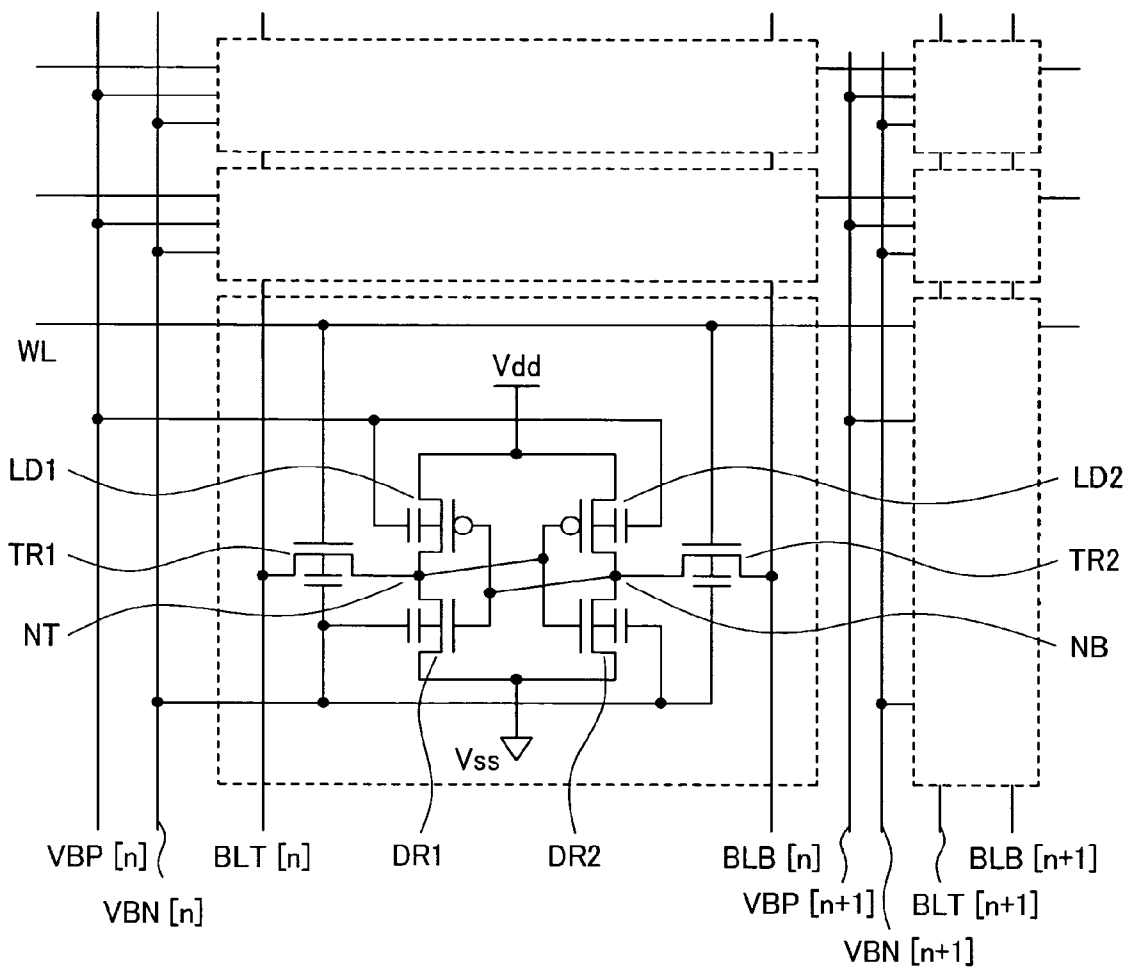 WL
Vdd
LD1
LD2
TR1
TR2
NT
NB
Vss
VBP [n]
BLT [n]
DR1
DR2
BLB [n]
BLB [n+1]
VBN [n]
VBP [n+1]
BLT [n+1]
VBN [n+1]